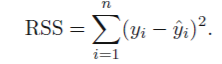 RSS = \sum_{i=1}^{n} (y_i - \hat{y}_i)^2.